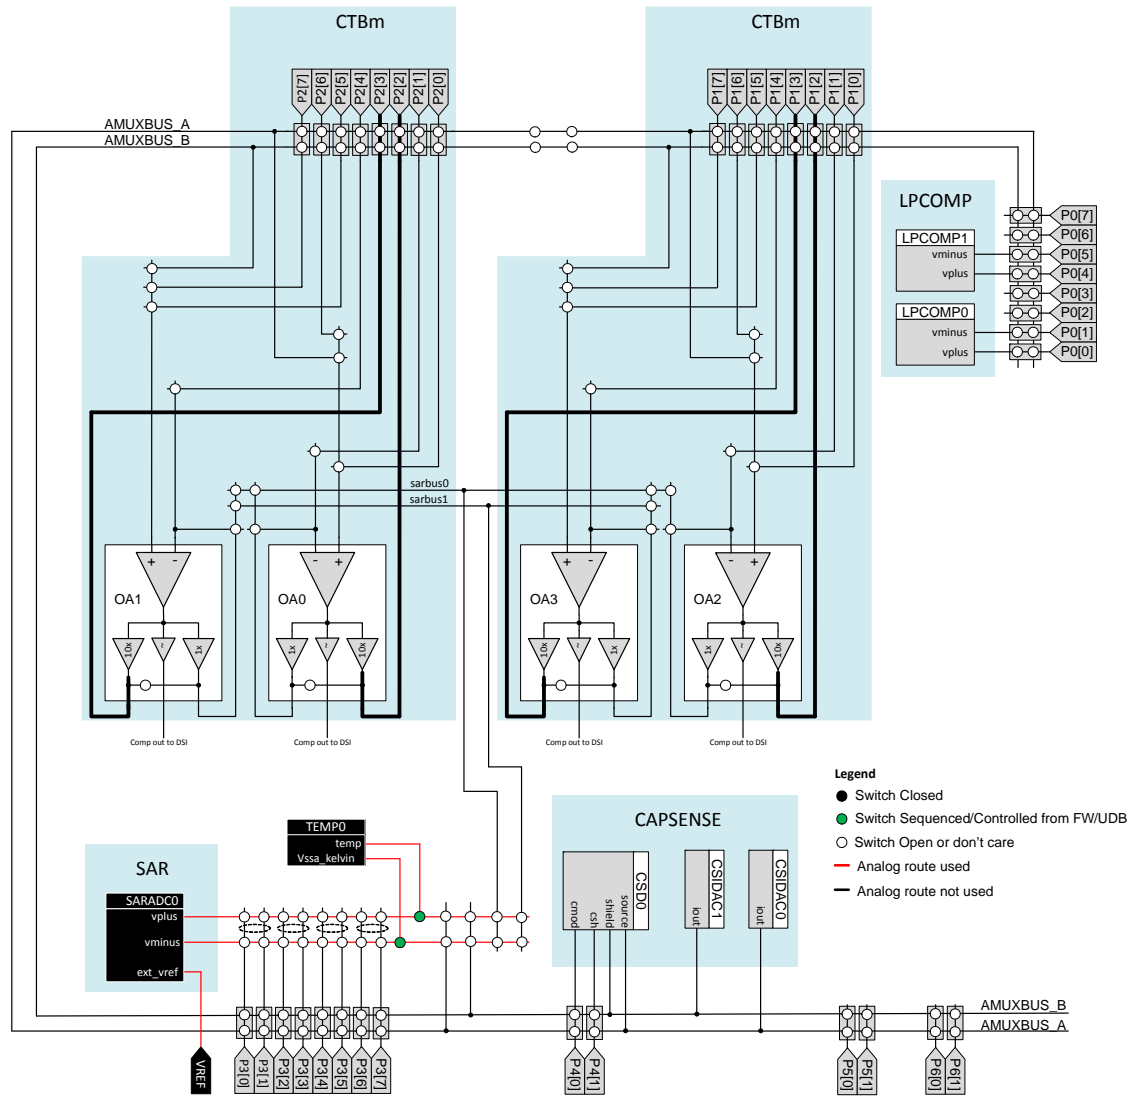 CTBm
CTBm
P2[7]
P2[6]
P2[5]
P2[4]
P2[3]
P2[2]
P2[1]
P2[0]
P1[7]
P1[6]
P1[5]
P1[4]
P1[3]
P1[2]
P1[1]
P1[0]
AMUXBUS_A
AMUXBUS_B
LPCOMP
LPCOMP1
vminus
vplus
LPCOMP0
vminus
vplus
P0[7]
P0[6]
P0[5]
P0[4]
P0[3]
P0[2]
P0[1]
P0[0]
sarbus0
sarbus1
+
-
OA1
10x
~
1x
-
+
OA0
1x
~
10x
+
-
OA3
10x
~
1x
-
+
OA2
1x
~
10x
Comp out to DSI
Comp out to DSI
Comp out to DSI
Comp out to DSI
Legend
Switch Closed
Switch Sequenced/Controlled from FW/UDB
Switch Open or don't care
Analog route used
Analog route not used
TEMP0
temp
Vssa_kelvin
SAR
SARADC0
vplus
vminus
ext_vref
VREF
CAPSENSE
CSD0
cmod
csh
shield
source
CSIDAC1
iout
CSIDAC0
iout
AMUXBUS_B
AMUXBUS_A
P3[0]
P3[1]
P3[2]
P3[3]
P3[4]
P3[5]
P3[6]
P3[7]
P4[0]
P4[1]
P5[0]
P5[1]
P6[0]
P6[1]